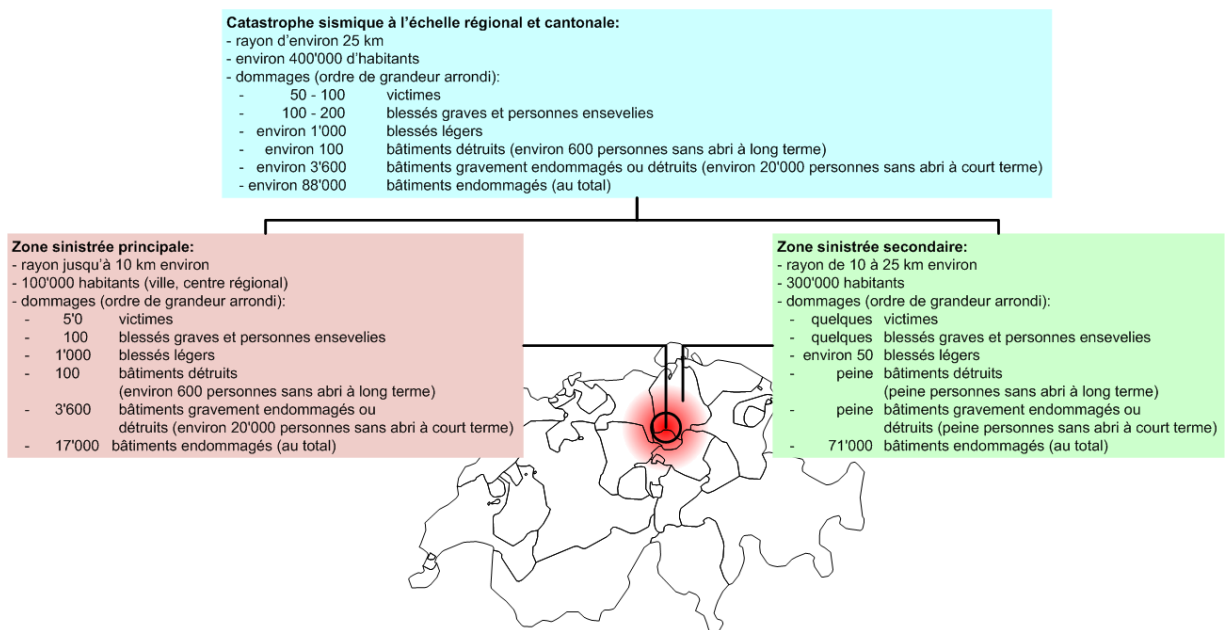 Catastrophe sismique à l'échelle régional et cantonale:
- rayon d'environ 25 km
- environ 400'000 d'habitants
- dommages (ordre de grandeur arrondi):
- 50 - 100 victimes
- 100 - 200 blessés graves et personnes ensevelies
- environ 1'000 blessés légers
- environ 100 bâtiments détruits (environ 600 personnes sans abri à long terme)
- environ 3'600 bâtiments gravement endommagés ou détruits (environ 20'000 personnes sans abri à court terme)
- environ 88'000 bâtiments endommagés (au total)
Zone sinistrée principale:
- rayon jusqu'à 10 km environ
- 100'000 habitants (ville, centre régional)
- dommages (ordre de grandeur arrondi):
- 5'0 victimes
- 100 blessés graves et personnes ensevelies
- 1'000 blessés légers
- 100 bâtiments détruits
(environ 600 personnes sans abri à long terme)
- 3'600 bâtiments gravement endommagés ou
détruits (environ 20'000 personnes sans abri à court terme)
- 17'000 bâtiments endommagés (au total)
Zone sinistrée secondaire:
- rayon de 10 à 25 km environ
- 300'000 habitants
- dommages (ordre de grandeur arrondi):
- quelques victimes
- quelques blessés graves et personnes ensevelies
- environ 50 blessés légers
- peine bâtiments détruits
(peine personnes sans abri à long terme)
- peine bâtiments gravement endommagés ou
détruits (peine personnes sans abri à court terme)
- 71'000 bâtiments endommagés (au total)